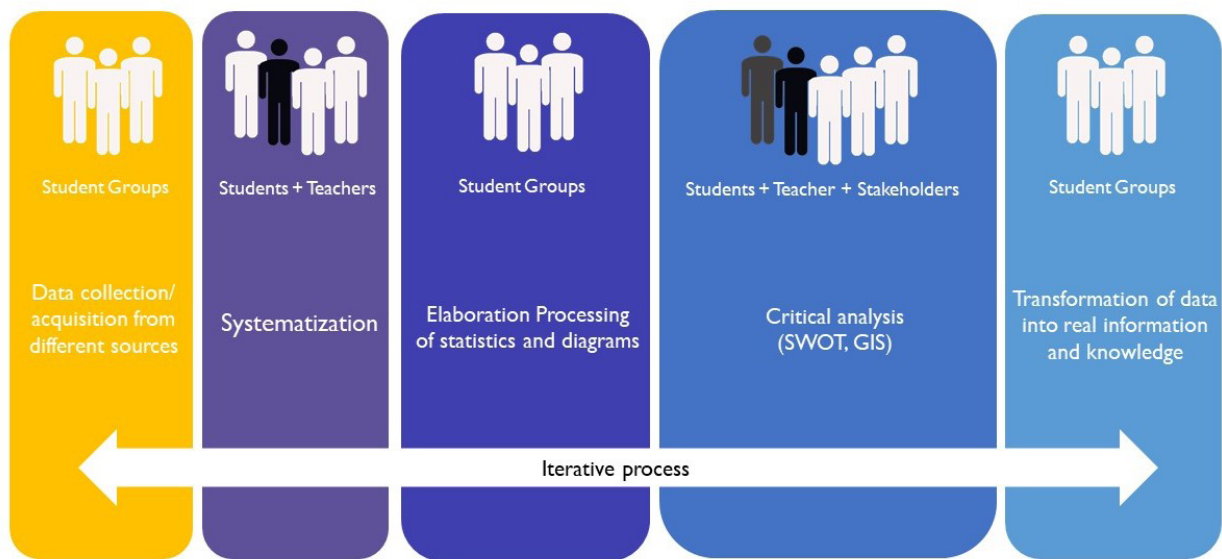 Student Groups
Data collection/
acquisition from
different sources
Students + Teachers
Systematization
Student Groups
Elaboration Processing
of statistics and diagrams
Students + Teacher + Stakeholders
Critical analysis
(SWOT, GIS)
Student Groups
Transformation of data
into real information
and knowledge
Iterative process